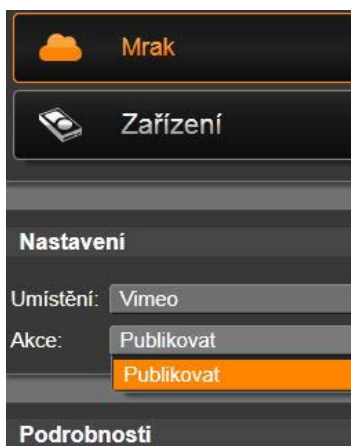 Mrak
Zařízení
Nastavení
Umístění: Vimeo
Akce: Publikovat
Publikovat
Podrobnosti